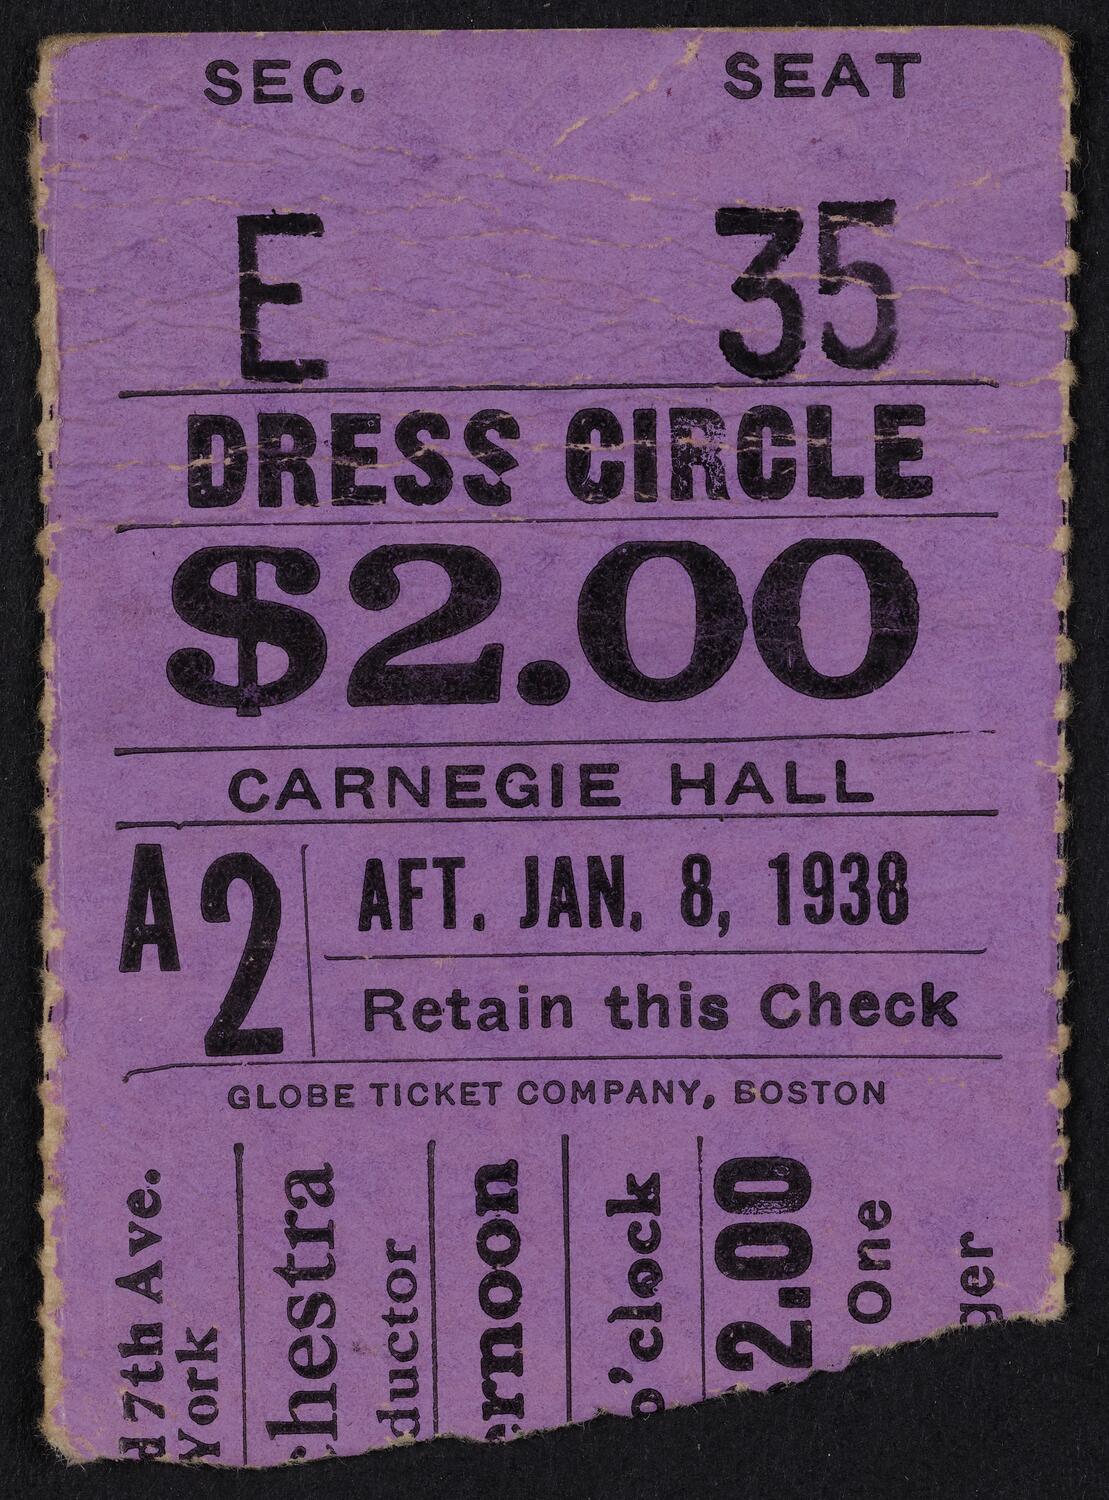 SEC. SEAT
E 35
DRESS CIRCLE
$2.00
CARNEGIE HALL
A2
AFT. JAN. 8, 1938
Retain this Check
GLOBE TICKET COMPANY, BOSTON
d 7th Ave.
York
chestra
ductor
ernoon
o'clock
2.00
One
ger